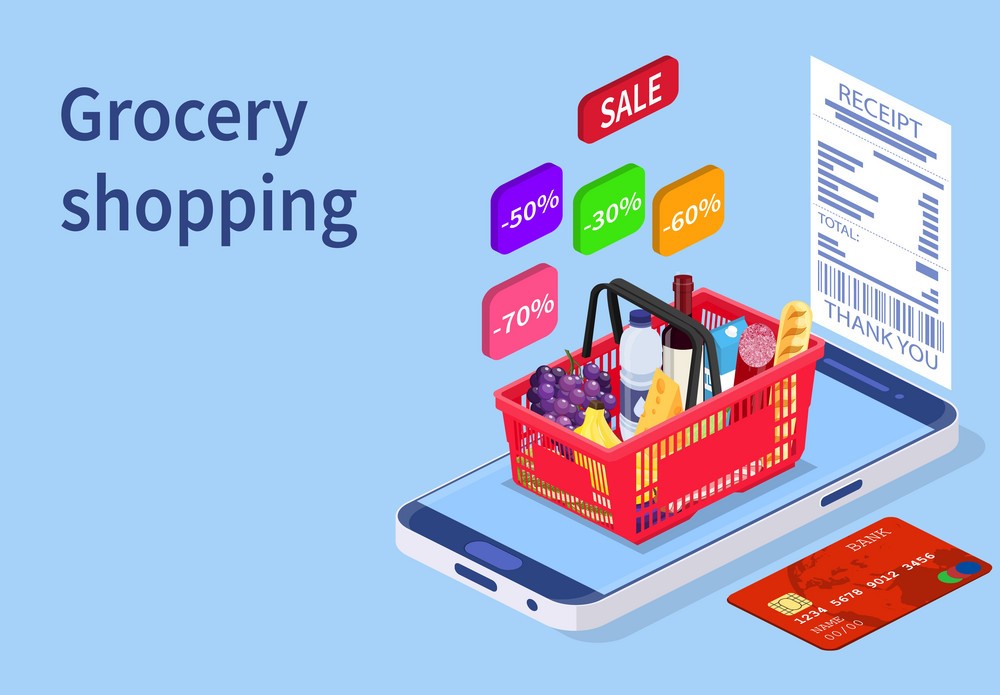 Grocery
shopping
SALE
-50%
-30%
-60%
-70%
RECEIPT
TOTAL:
THANK YOU
BANK
1234 5678 9012 3456
NAME
00/00